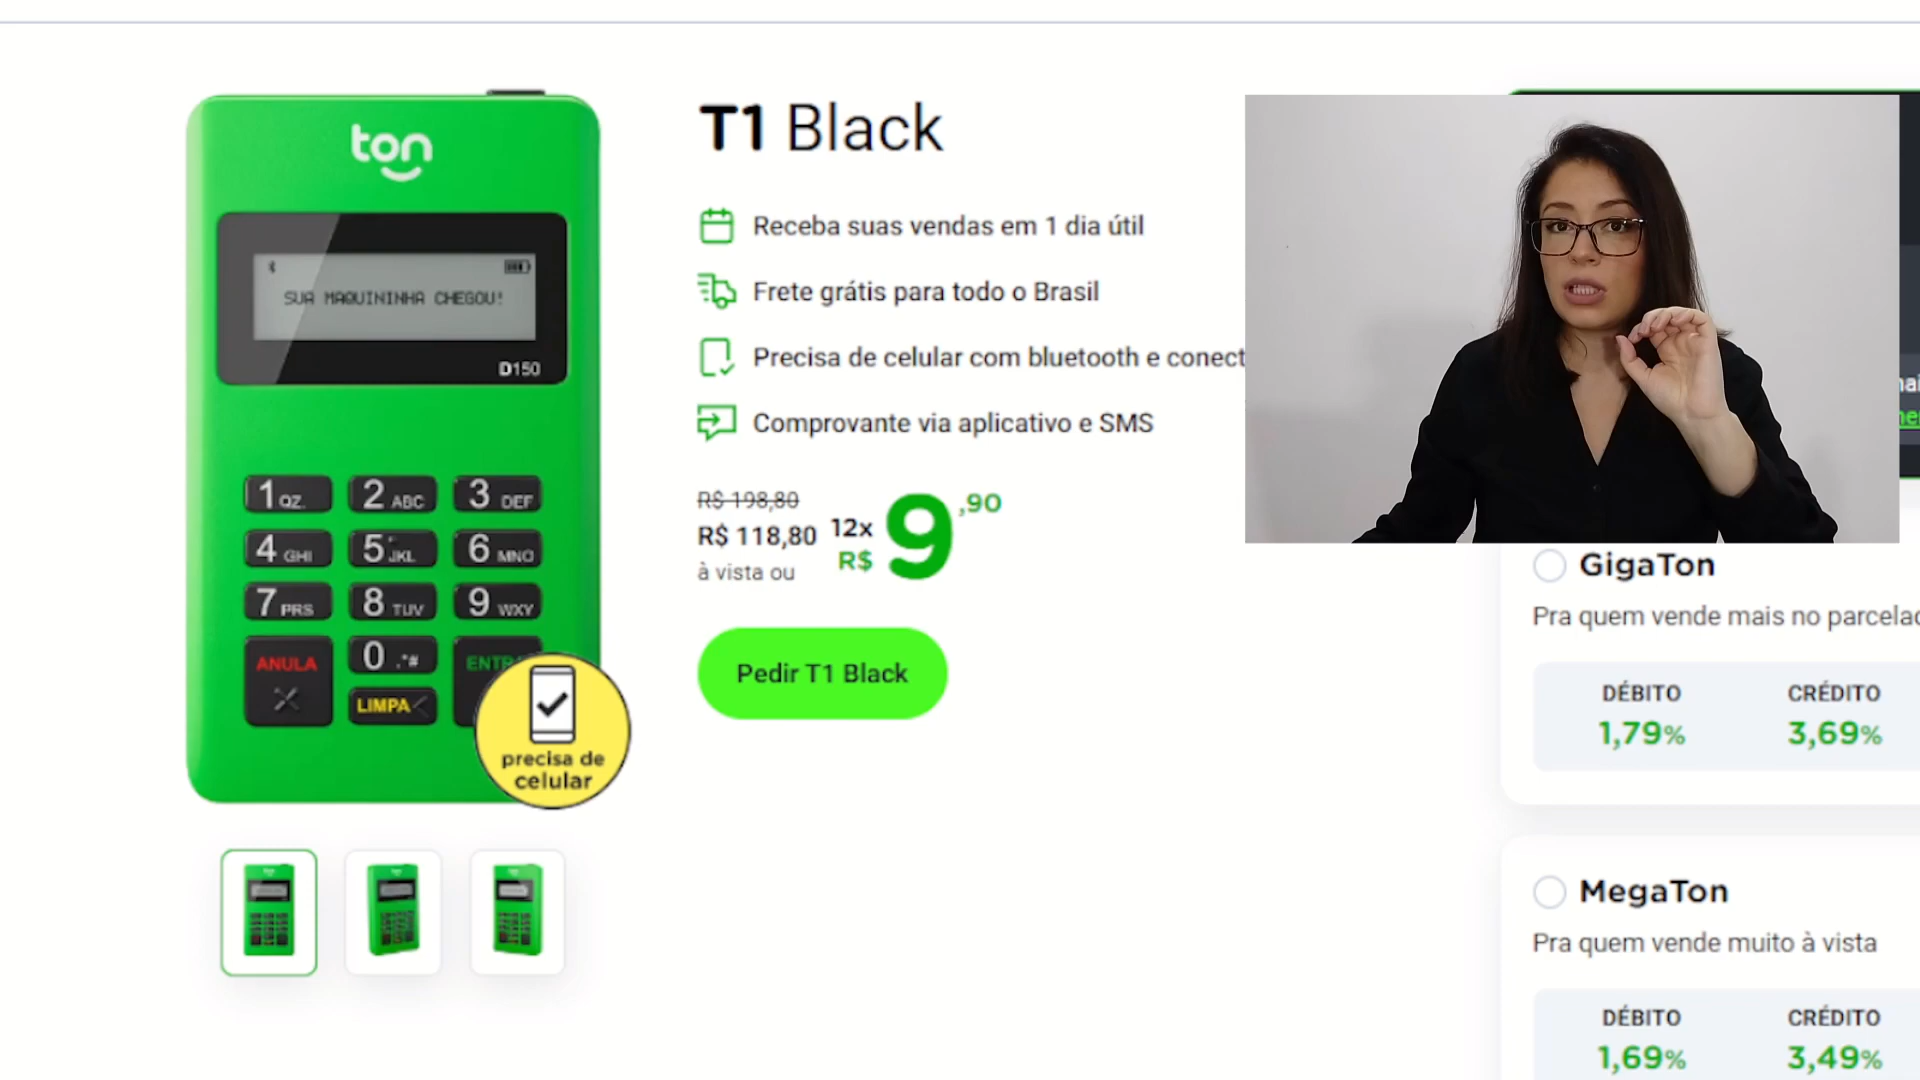 ton
SUA MAQUININHA CHEGOU!
D150
1 QZ.
2 ABC
3 DEF
4 GHI
5 JKL
6 MNO
7 PRS
8 TUV
9 WXY
ANULA
0 .*#
LIMPA
precisa de
celular
T1 Black
Receba suas vendas em 1 dia útil
Frete grátis para todo o Brasil
Precisa de celular com bluetooth e conect
Comprovante via aplicativo e SMS
R$ 198,80
R$ 118,80
à vista ou
12x
R$ 9,90
Pedir T1 Black
GigaTon
Pra quem vende mais no parcelad
DÉBITO CRÉDITO
1,79% 3,69%
MegaTon
Pra quem vende muito à vista
DÉBITO CRÉDITO
1,69% 3,49%